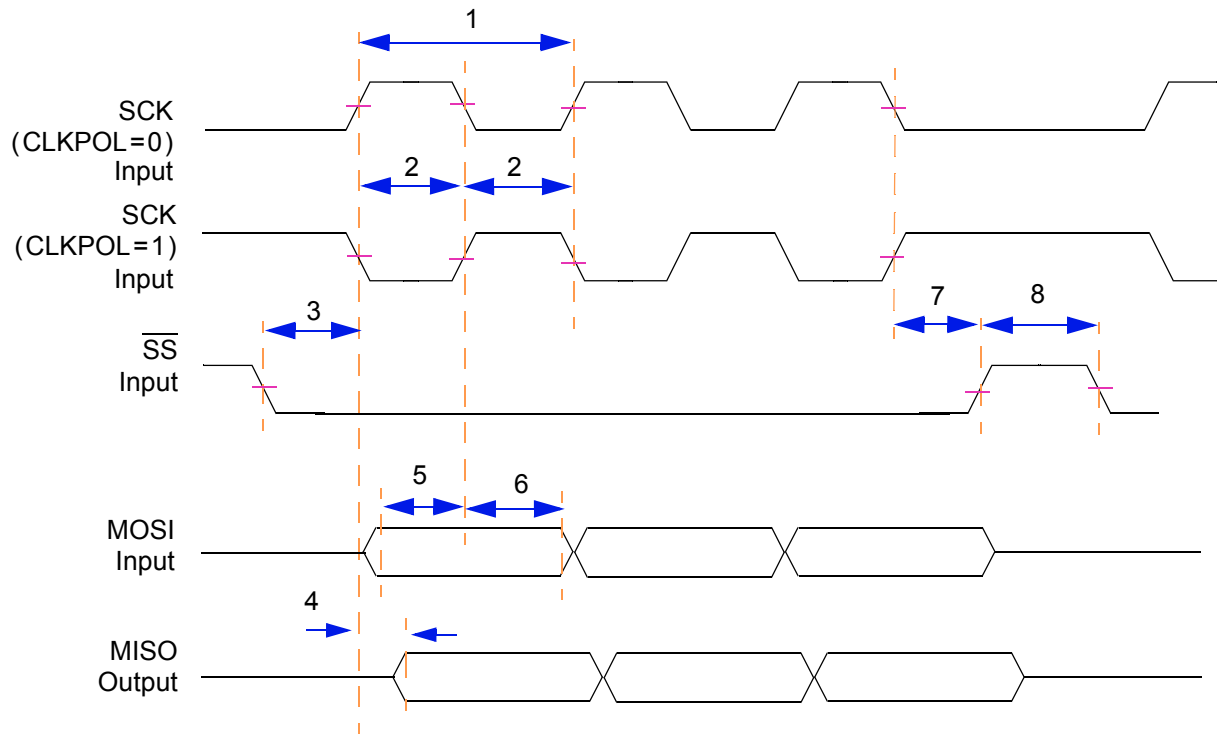 1
SCK
(CLKPOL=0)
Input
2 2
SCK
(CLKPOL=1)
Input
3
7 8
SS
Input
5 6
MOSI
Input
4
MISO
Output